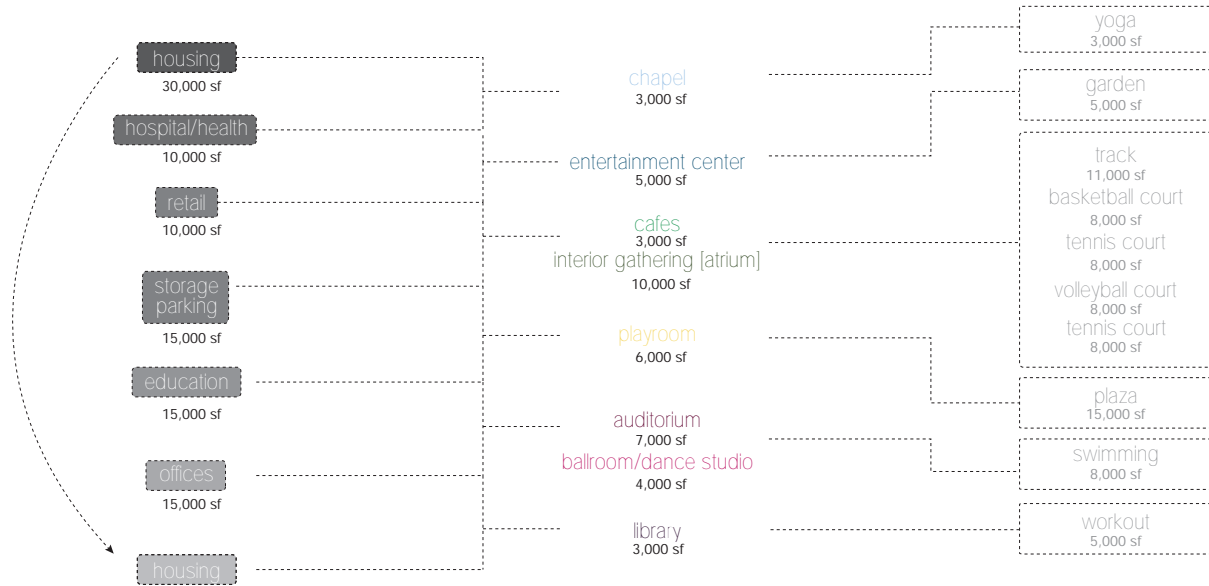 housing
30,000 sf
hospital/health
10,000 sf
retail
10,000 sf
storage
parking
15,000 sf
education
15,000 sf
offices
15,000 sf
housing
chapel
3,000 sf
entertainment center
5,000 sf
cafes
3,000 sf
interior gathering [atrium]
10,000 sf
playroom
6,000 sf
auditorium
7,000 sf
ballroom/dance studio
4,000 sf
library
3,000 sf
yoga
3,000 sf
garden
5,000 sf
track
11,000 sf
basketball court
8,000 sf
tennis court
8,000 sf
volleyball court
8,000 sf
tennis court
8,000 sf
plaza
15,000 sf
swimming
8,000 sf
workout
5,000 sf